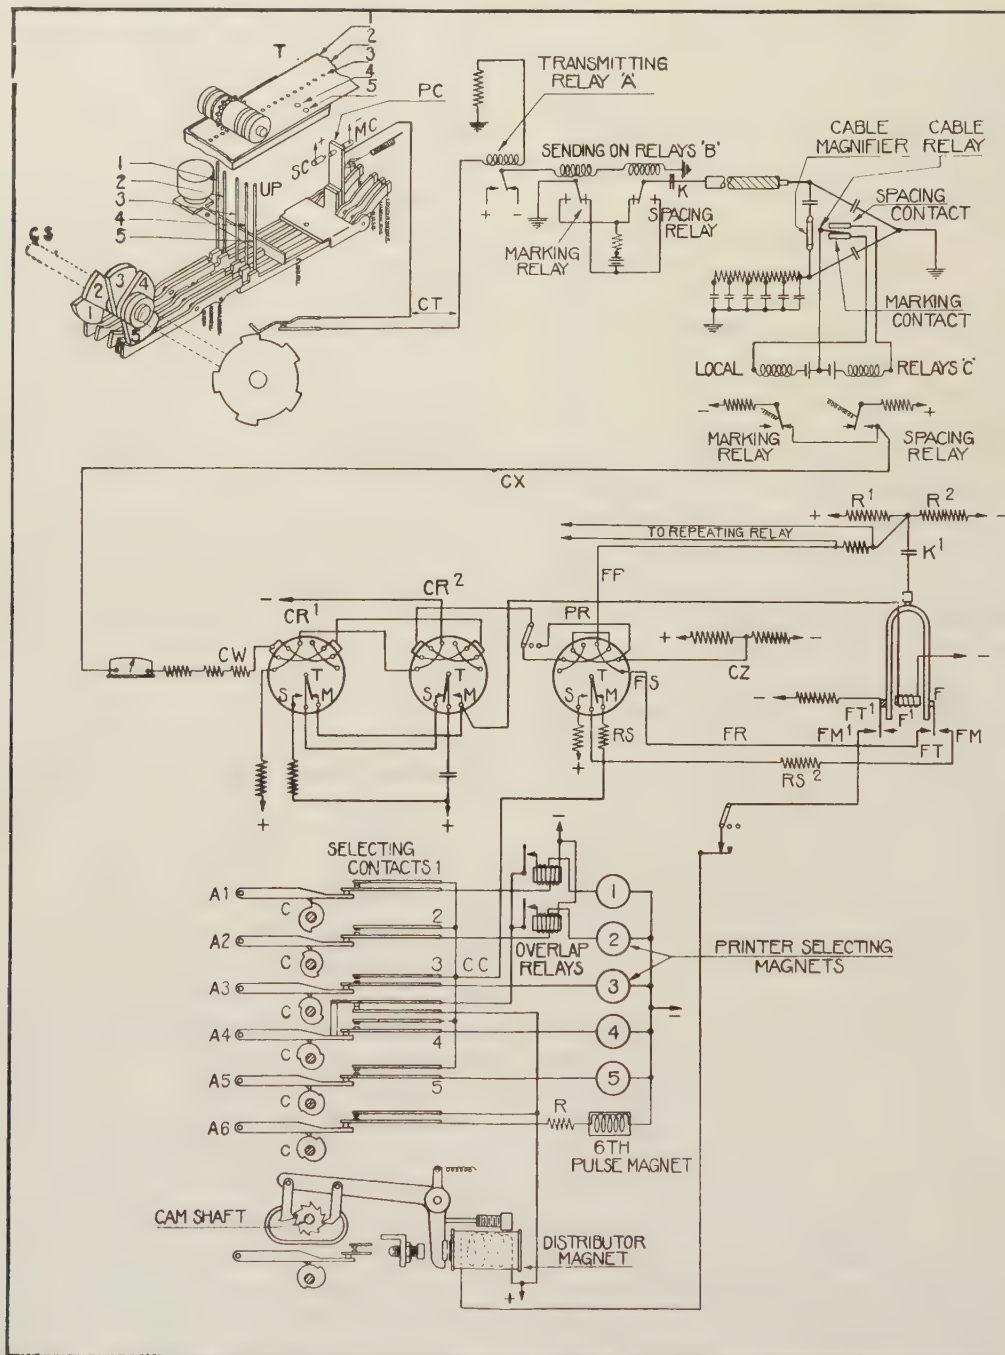 T
1
2
3
4
5
PC
MC
+
−
SC
1
2
3
4
5
UP
CS
1
2
3
4
5
CT
TRANSMITTING
RELAY 'A'
SENDING ON RELAYS 'B'
+ −
MARKING
RELAY
+ +
SPACING
RELAY
K
CABLE
MAGNIFIER
CABLE
RELAY
SPACING
CONTACT
MARKING
CONTACT
LOCAL
RELAYS 'C'
−
MARKING
RELAY
SPACING
RELAY
+
CX
+ R1 R2 −
TO REPEATING RELAY
K1
FF
CR2
− CR1
PR
+ −
CW
CZ
T
S M
T
S M
T
S M
FS
−
−
FT1
F1
F
FM1
FT
FM
FR
RS
RS2
+
+
+
SELECTING
CONTACTS 1
2
3
4
5
CC
A1
A2
A3
A4
A5
A6
C
C
C
C
C
C
−
OVERLAP
RELAYS
1
2
3
4
5
PRINTER SELECTING
MAGNETS
−
R
6TH
PULSE MAGNET
CAM SHAFT
DISTRIBUTOR
MAGNET
+